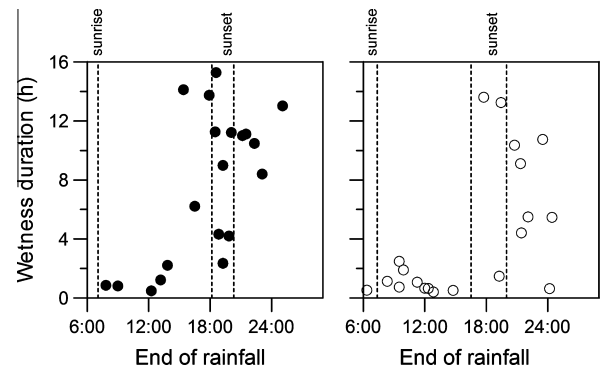 sunrise
sunset
sunrise
sunset
Wetness duration (h)
16
12
8
4
0
6:00 12:00 18:00 24:00
6:00 12:00 18:00 24:00
End of rainfall
End of rainfall